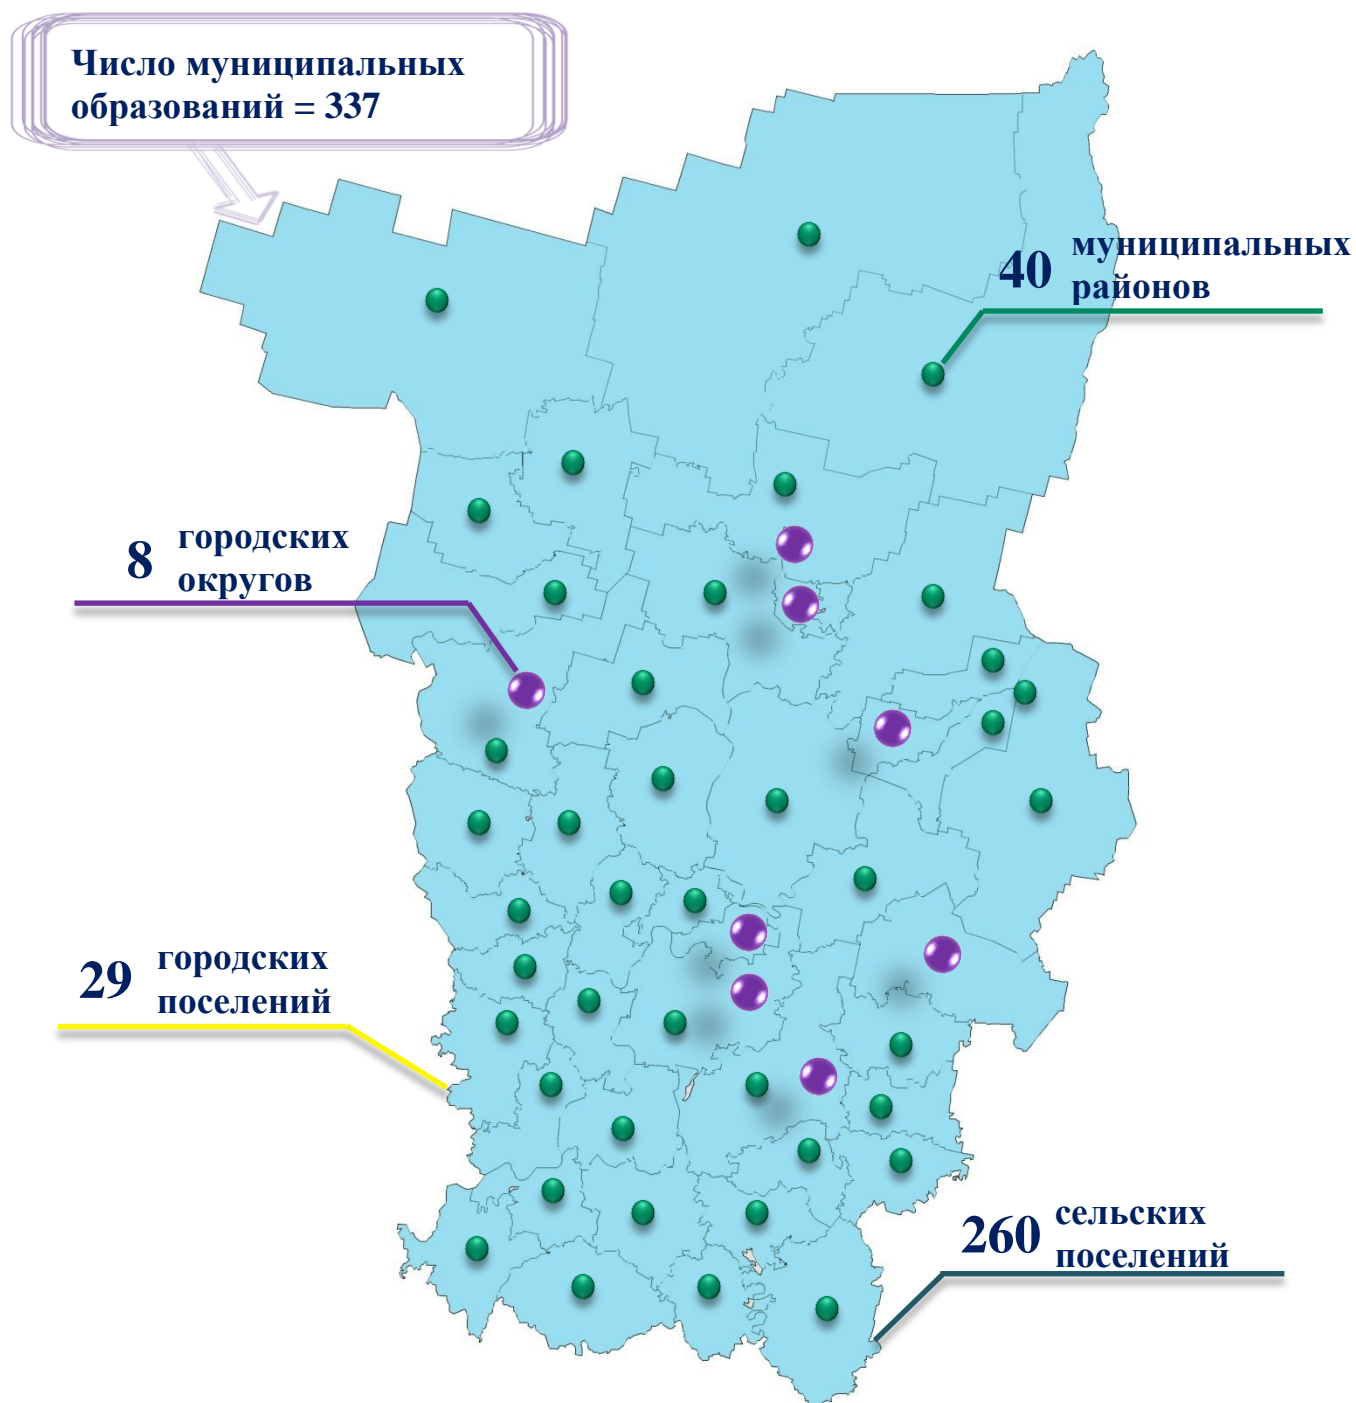 Число муниципальных
образований = 337
40 муниципальных
районов
8 городских
округов
29 городских
поселений
260 сельских
поселений